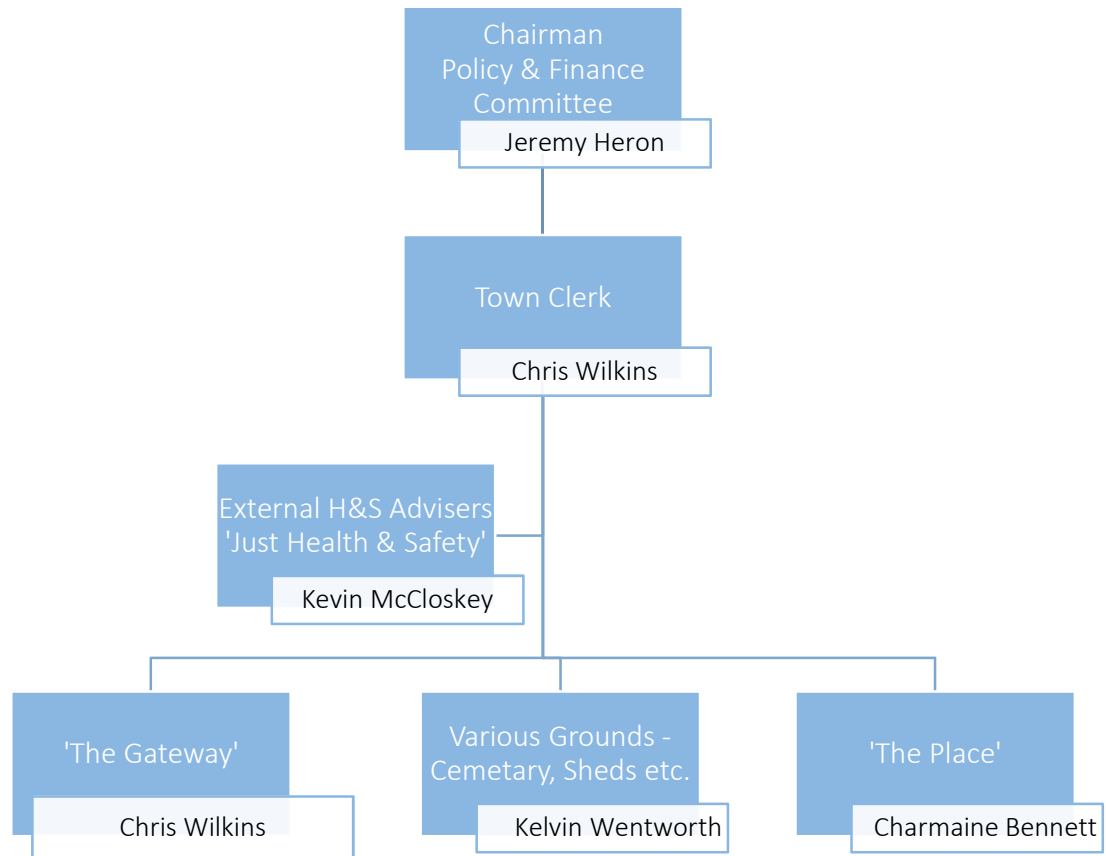 Chairman
Policy & Finance
Committee
Jeremy Heron
Town Clerk
Chris Wilkins
External H&S Advisers
'Just Health & Safety'
Kevin McCloskey
'The Gateway'
Chris Wilkins
Various Grounds -
Cemetary, Sheds etc.
Kelvin Wentworth
'The Place'
Charmaine Bennett